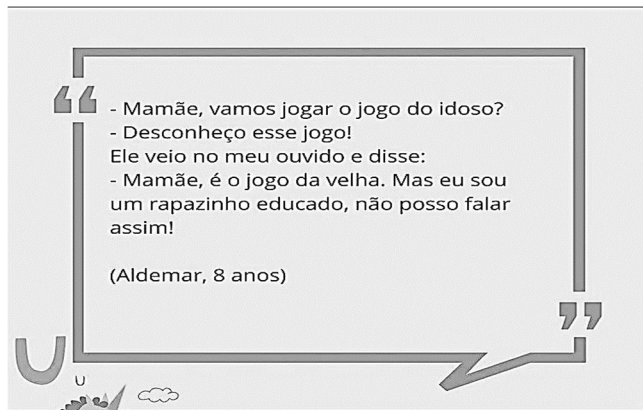 - Mamãe, vamos jogar o jogo do idoso?
- Desconheço esse jogo!
Ele veio no meu ouvido e disse:
- Mamãe, é o jogo da velha. Mas eu sou
um rapazinho educado, não posso falar
assim!
(Aldemar, 8 anos)